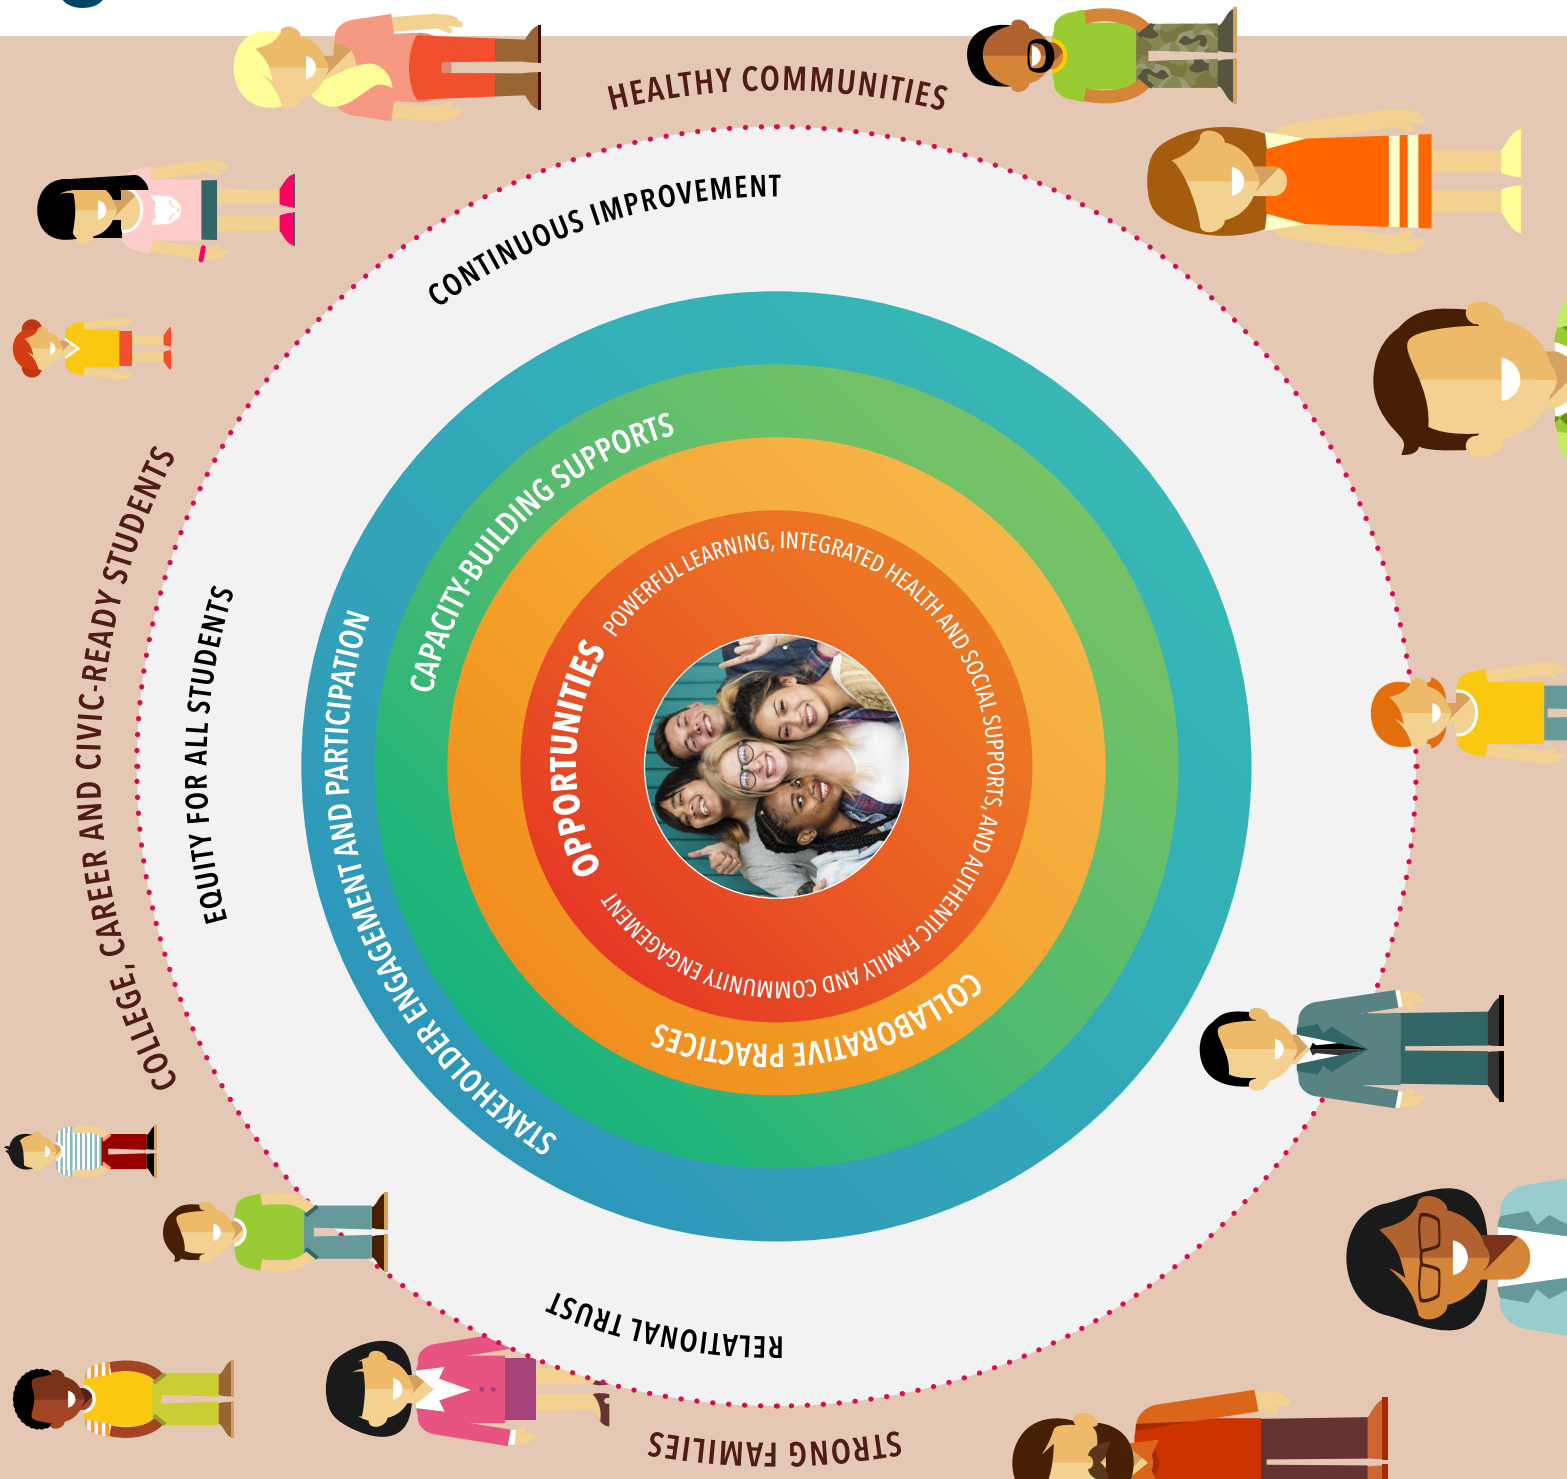 HEALTHY COMMUNITIES
CONTINUOUS IMPROVEMENT
CAPACITY-BUILDING SUPPORTS
POWERFUL LEARNING, INTEGRATED HEALTH AND SOCIAL SUPPORTS, AND AUTHENTIC FAMILY AND COMMUNITY ENGAGEMENT
OPPORTUNITIES
COLLEGE, CAREER AND CIVIC-READY STUDENTS
EQUITY FOR ALL STUDENTS
STAKEHOLDER ENGAGEMENT AND PARTICIPATION
COLLABORATIVE PRACTICES
RELATIONAL TRUST
STRONG FAMILIES